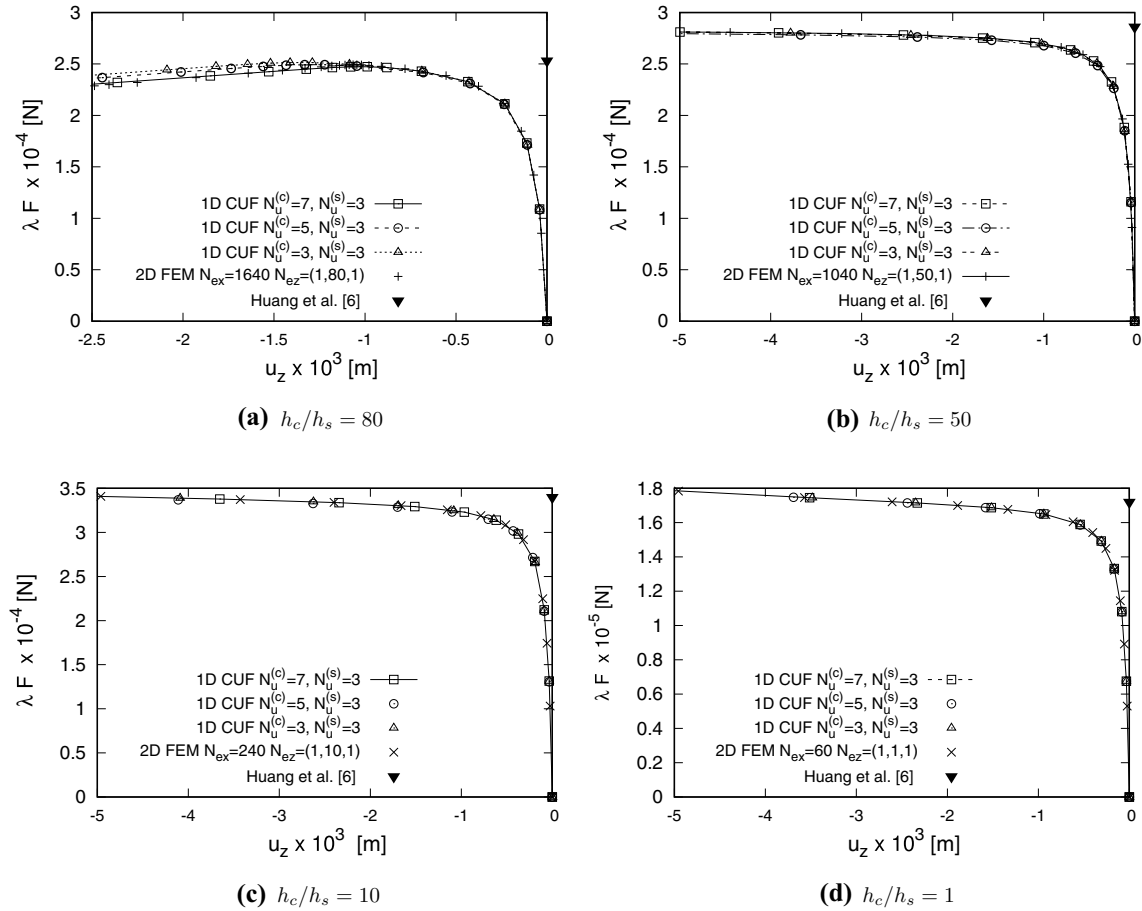 3
2.5
2
1.5
1
0.5
0
-2.5
-2
-1.5
-1
-0.5
0
λ F x 10⁻⁴ [N]
u_z x 10³ [m]
1D CUF N_u^(c)=7, N_u^(s)=3
1D CUF N_u^(c)=5, N_u^(s)=3
1D CUF N_u^(c)=3, N_u^(s)=3
2D FEM N_ex=1640 N_ez=(1,80,1)
Huang et al. [6]
(a) h_c/h_s = 80
3
2.5
2
1.5
1
0.5
0
-5
-4
-3
-2
-1
0
λ F x 10⁻⁴ [N]
u_z x 10³ [m]
1D CUF N_u^(c)=7, N_u^(s)=3
1D CUF N_u^(c)=5, N_u^(s)=3
1D CUF N_u^(c)=3, N_u^(s)=3
2D FEM N_ex=1040 N_ez=(1,50,1)
Huang et al. [6]
(b) h_c/h_s = 50
3.5
3
2.5
2
1.5
1
0.5
0
-5
-4
-3
-2
-1
0
λ F x 10⁻⁴ [N]
u_z x 10³ [m]
1D CUF N_u^(c)=7, N_u^(s)=3
1D CUF N_u^(c)=5, N_u^(s)=3
1D CUF N_u^(c)=3, N_u^(s)=3
2D FEM N_ex=240 N_ez=(1,10,1)
Huang et al. [6]
(c) h_c/h_s = 10
1.8
1.6
1.4
1.2
1
0.8
0.6
0.4
0.2
0
-5
-4
-3
-2
-1
0
λ F x 10⁻⁵ [N]
u_z x 10³ [m]
1D CUF N_u^(c)=7, N_u^(s)=3
1D CUF N_u^(c)=5, N_u^(s)=3
1D CUF N_u^(c)=3, N_u^(s)=3
2D FEM N_ex=60 N_ez=(1,1,1)
Huang et al. [6]
(d) h_c/h_s = 1